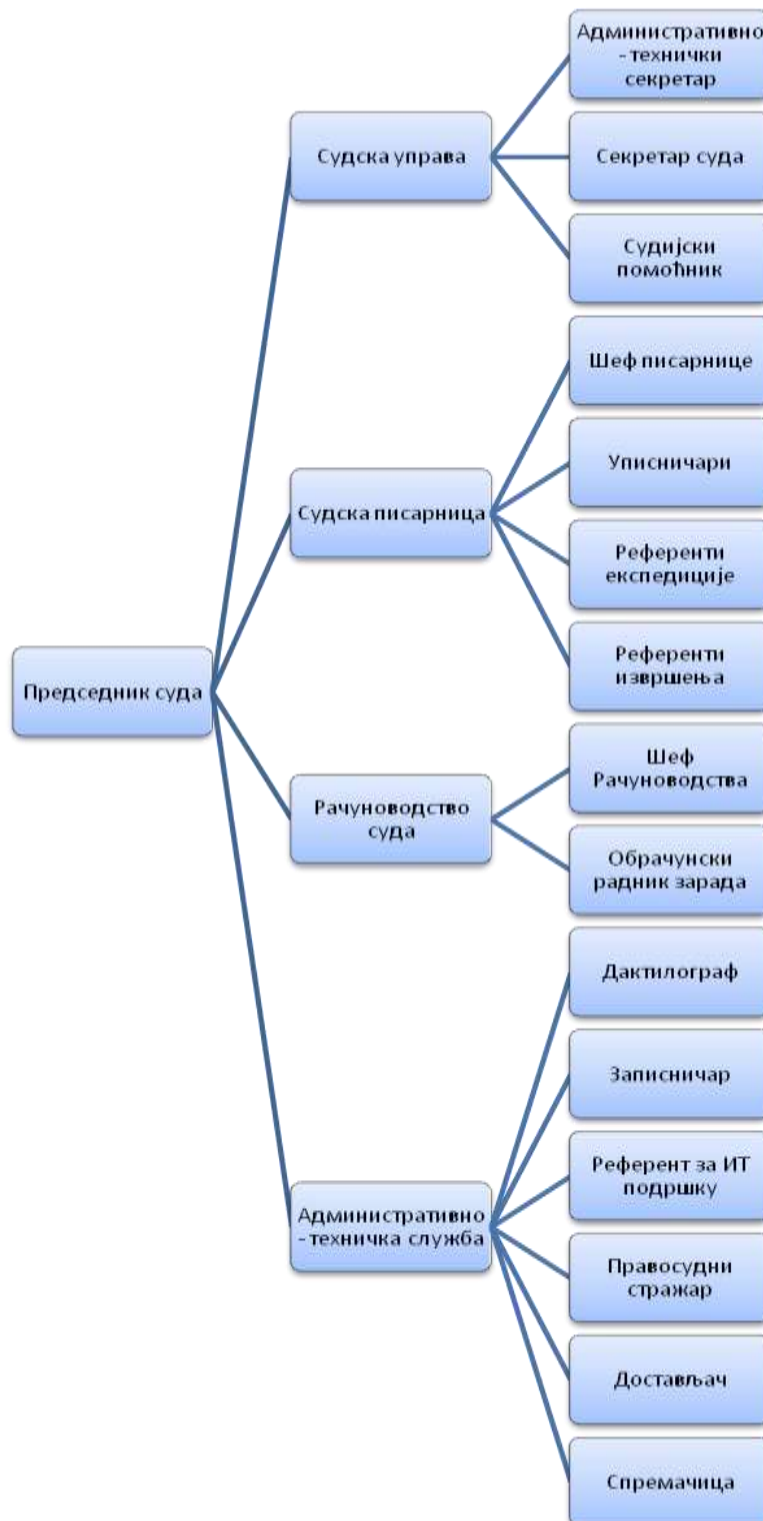 Председник суда
Судска управа
Административно
- технички
секретар
Секретар суда
Судијски
помоћник
Судска писарница
Шеф писарнице
Уписничари
Референти
експедиције
Референти
извршења
Рачуноводство
суда
Шеф
Рачуноводства
Обрачунски
радник зарада
Административно
- техничка служба
Дактилограф
Записничар
Референт за ИТ
подршку
Правосудни
стражар
Достављач
Спремачица